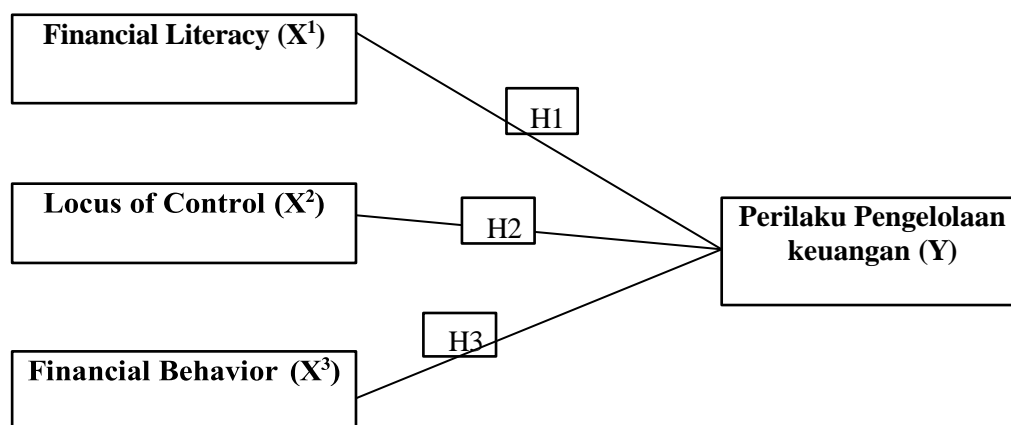 Financial Literacy (X¹)
H1
Locus of Control (X²)
H2
Perilaku Pengelolaan
keuangan (Y)
H3
Financial Behavior (X³)